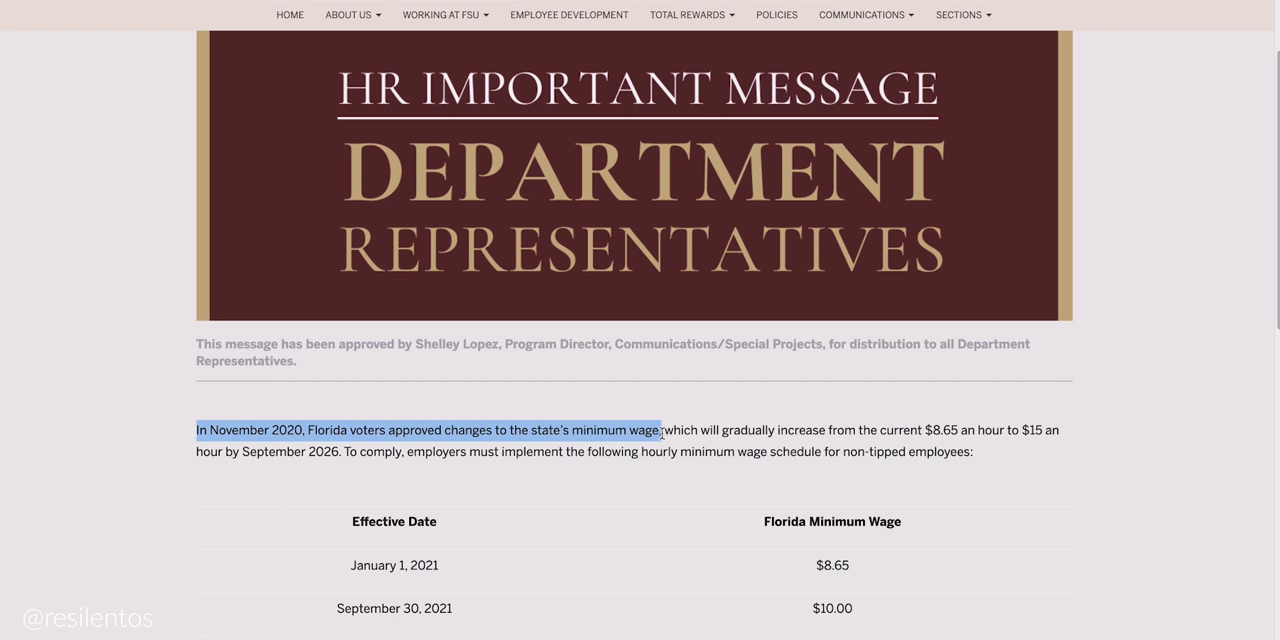 HOME ABOUT US WORKING AT FSU EMPLOYEE DEVELOPMENT TOTAL REWARDS POLICIES COMMUNICATIONS SECTIONS
HR IMPORTANT MESSAGE
DEPARTMENT
REPRESENTATIVES
This message has been approved by Shelley Lopez, Program Director, Communications/Special Projects, for distribution to all Department
Representatives.
In November 2020, Florida voters approved changes to the state's minimum wage, which will gradually increase from the current $8.65 an hour to $15 an
hour by September 2026. To comply, employers must implement the following hourly minimum wage schedule for non-tipped employees:
Effective Date Florida Minimum Wage
January 1, 2021 $8.65
September 30, 2021 $10.00
@resilentos